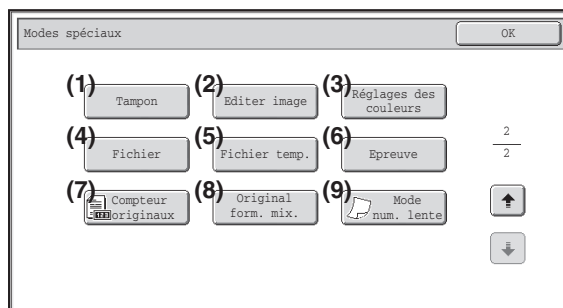 Modes spéciaux
OK
(1) Tampon
(2) Editer image
(3) Réglages des
couleurs
(4) Fichier
(5) Fichier temp.
(6) Epreuve
2
2
(7) Compteur
originaux
123
(8) Original
form. mix.
(9) Mode
num. lente